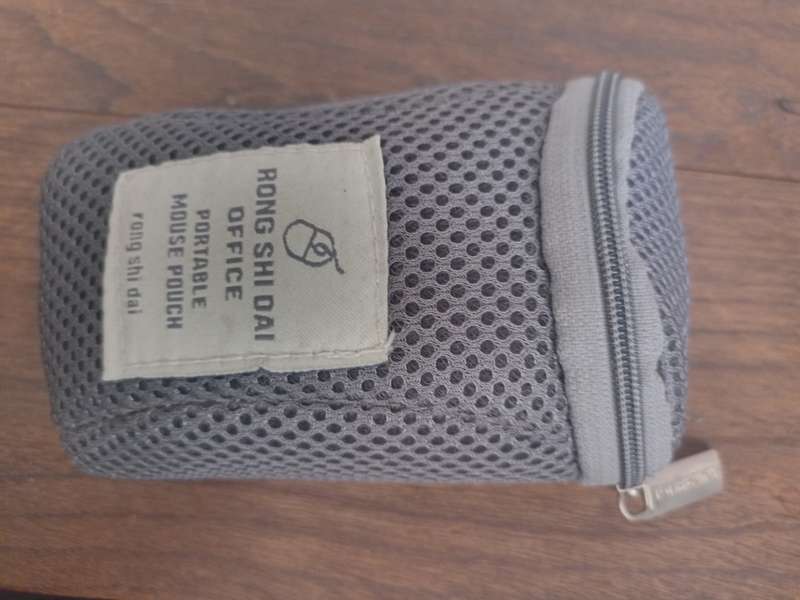 RONG SHI DAI
OFFICE
PORTABLE
MOUSE POUCH
rong shi dai